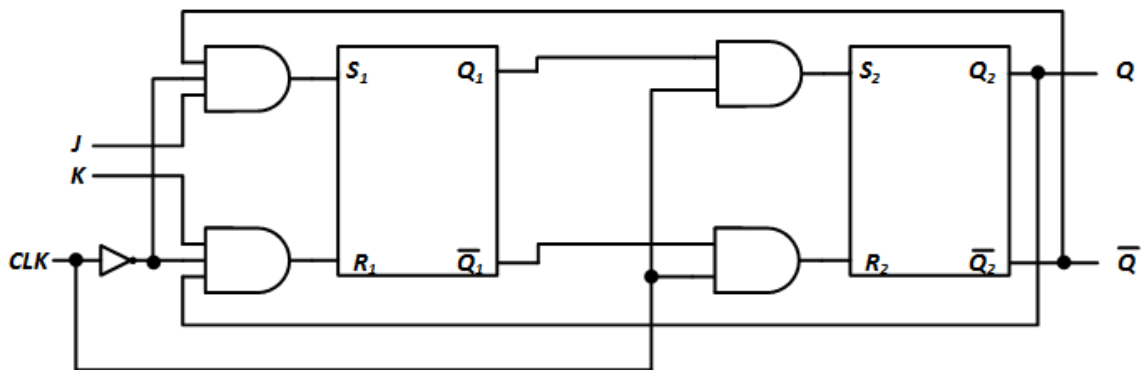 S₁ Q₁ S₂ Q₂ Q
J
K
CLK R₁ Q̅₁ R₂ Q̅₂ Q̅